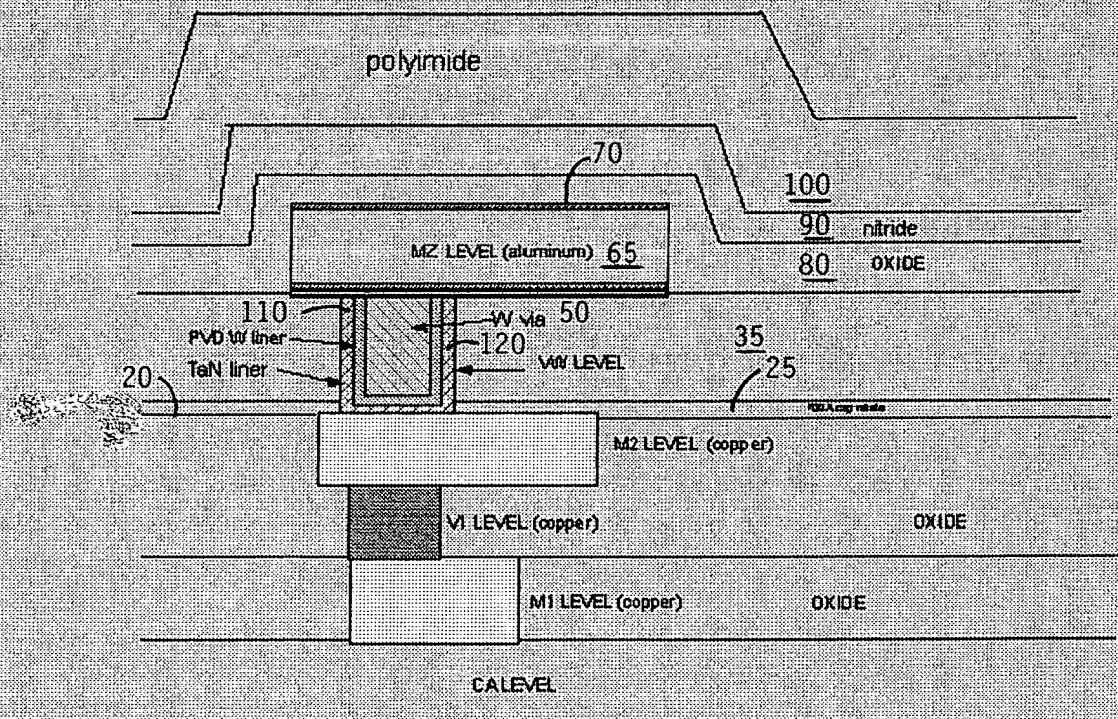 polyimide
70
100
90 nitride
MZ LEVEL (aluminum) 65
80 OXIDE
110
W via 50
PVD W liner
120
35
TaN liner
VW LEVEL
20
25
M2 LEVEL (copper)
V1 LEVEL (copper)
OXIDE
M1 LEVEL (copper)
OXIDE
CA LEVEL